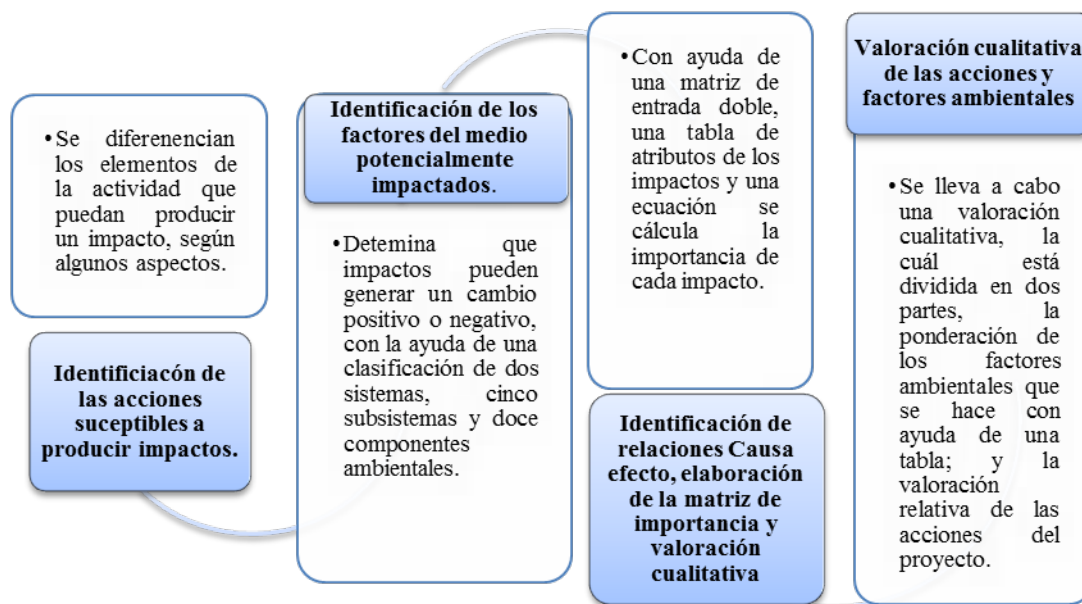 •Se diferencian
los elementos de
la actividad que
puedan producir
un impacto, según
algunos aspectos.
Identificiacón de
las acciones
suceptibles a
producir impactos.
Identificación de los
factores del medio
potencialmente
impactados.
•Detemina que
impactos pueden
generar un cambio
positivo o negativo,
con la ayuda de una
clasificación de dos
sistemas, cinco
subsistemas y doce
componentes
ambientales.
•Con ayuda de
una matriz de
entrada doble,
una tabla de
atributos de los
impactos y una
ecuación se
cálcula la
importancia de
cada impacto.
Identificación de
relaciones Causa
efecto, elaboración
de la matriz de
importancia y
valoración
cualitativa
Valoración cualitativa
de las acciones y
factores ambientales
•Se lleva a cabo
una valoración
cualitativa, la
cuál está
dividida en dos
partes, la
ponderación de
los factores
ambientales que
se hace con
ayuda de una
tabla; y la
valoración
relativa de las
acciones del
proyecto.